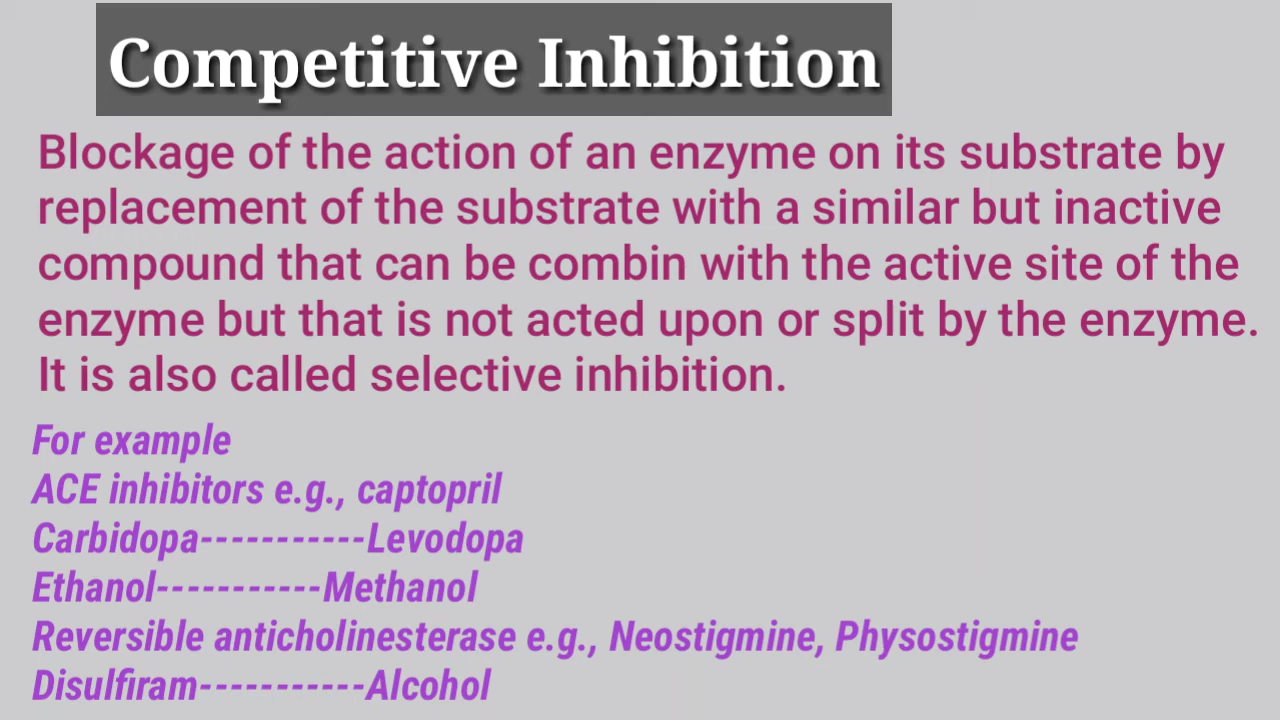 Competitive Inhibition
Blockage of the action of an enzyme on its substrate by
replacement of the substrate with a similar but inactive
compound that can be combin with the active site of the
enzyme but that is not acted upon or split by the enzyme.
It is also called selective inhibition.
For example
ACE inhibitors e.g., captopril
Carbidopa-----------Levodopa
Ethanol-----------Methanol
Reversible anticholinesterase e.g., Neostigmine, Physostigmine
Disulfiram-----------Alcohol